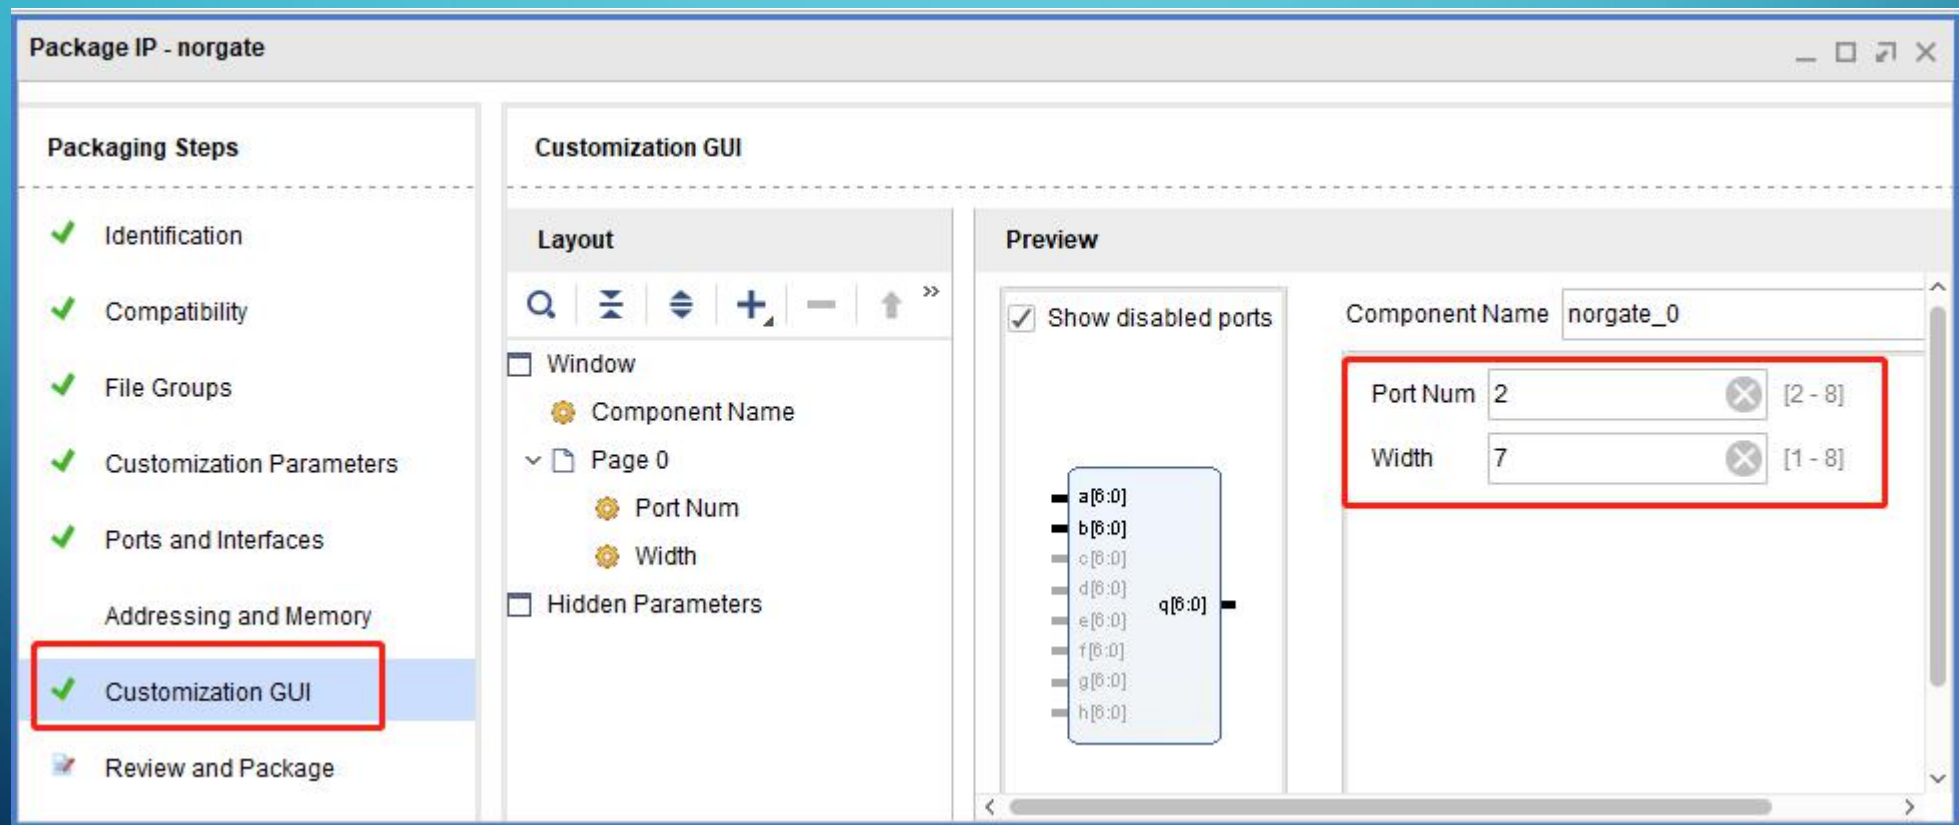 Package IP - norgate
Packaging Steps
Identification
Compatibility
File Groups
Customization Parameters
Ports and Interfaces
Addressing and Memory
Customization GUI
Review and Package
Customization GUI
Layout
Window
Component Name
Page 0
Port Num
Width
Hidden Parameters
Preview
Show disabled ports
a[6:0]
b[6:0]
c[6:0]
d[6:0]
e[6:0]
f[6:0]
g[6:0]
h[6:0]
q[6:0]
Component Name norgate_0
Port Num 2 [2 - 8]
Width 7 [1 - 8]